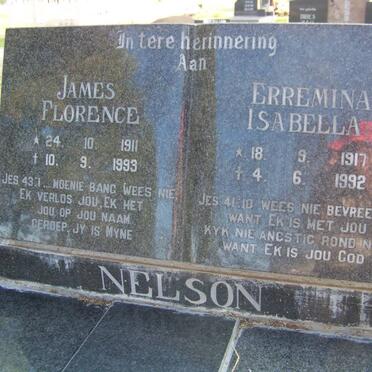 In tere herinnering
Aan
JAMES
FLORENCE
* 24. 10. 1911
† 10. 9. 1993
JES 43:1... MOENIE BANG WEES NIE,
EK VERLOS JOU, EK HET
JOU OP JOU NAAM
GEROEP, JY IS MYNE
ERREMINA
ISABELLA
* 18. 9. 1917
† 4. 6. 1992
JES 41:10 WEES NIE BEVREE
WANT EK IS MET JOU
KYK NIE ANGSTIG ROND N
WANT EK IS JOU GOD
NELSON